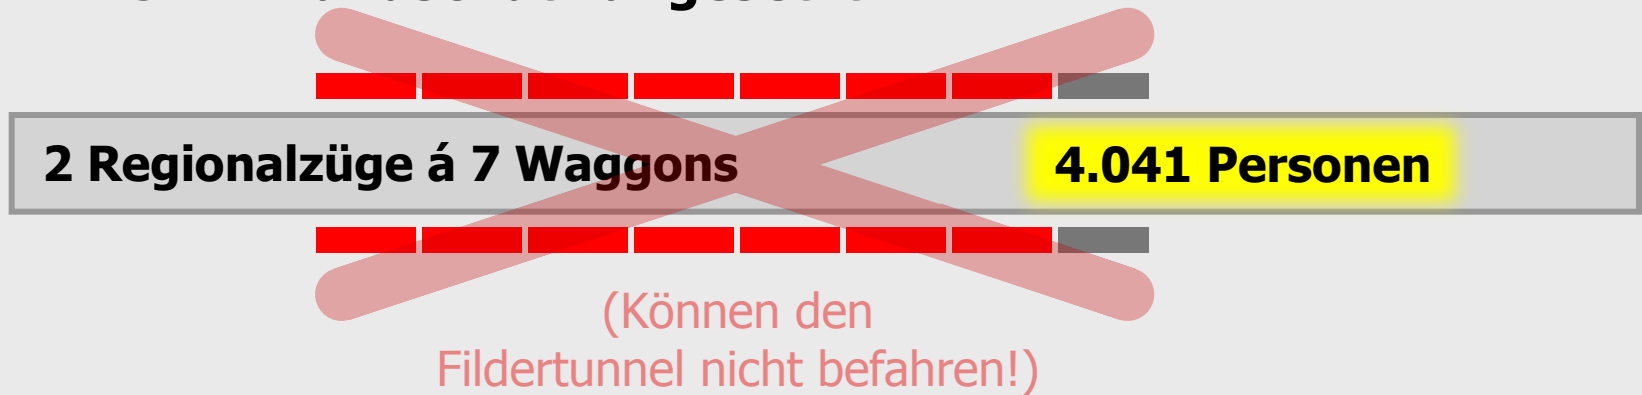 2 Regionalzüge á 7 Waggons
4.041 Personen
(Können den
Fildertunnel nicht befahren!)